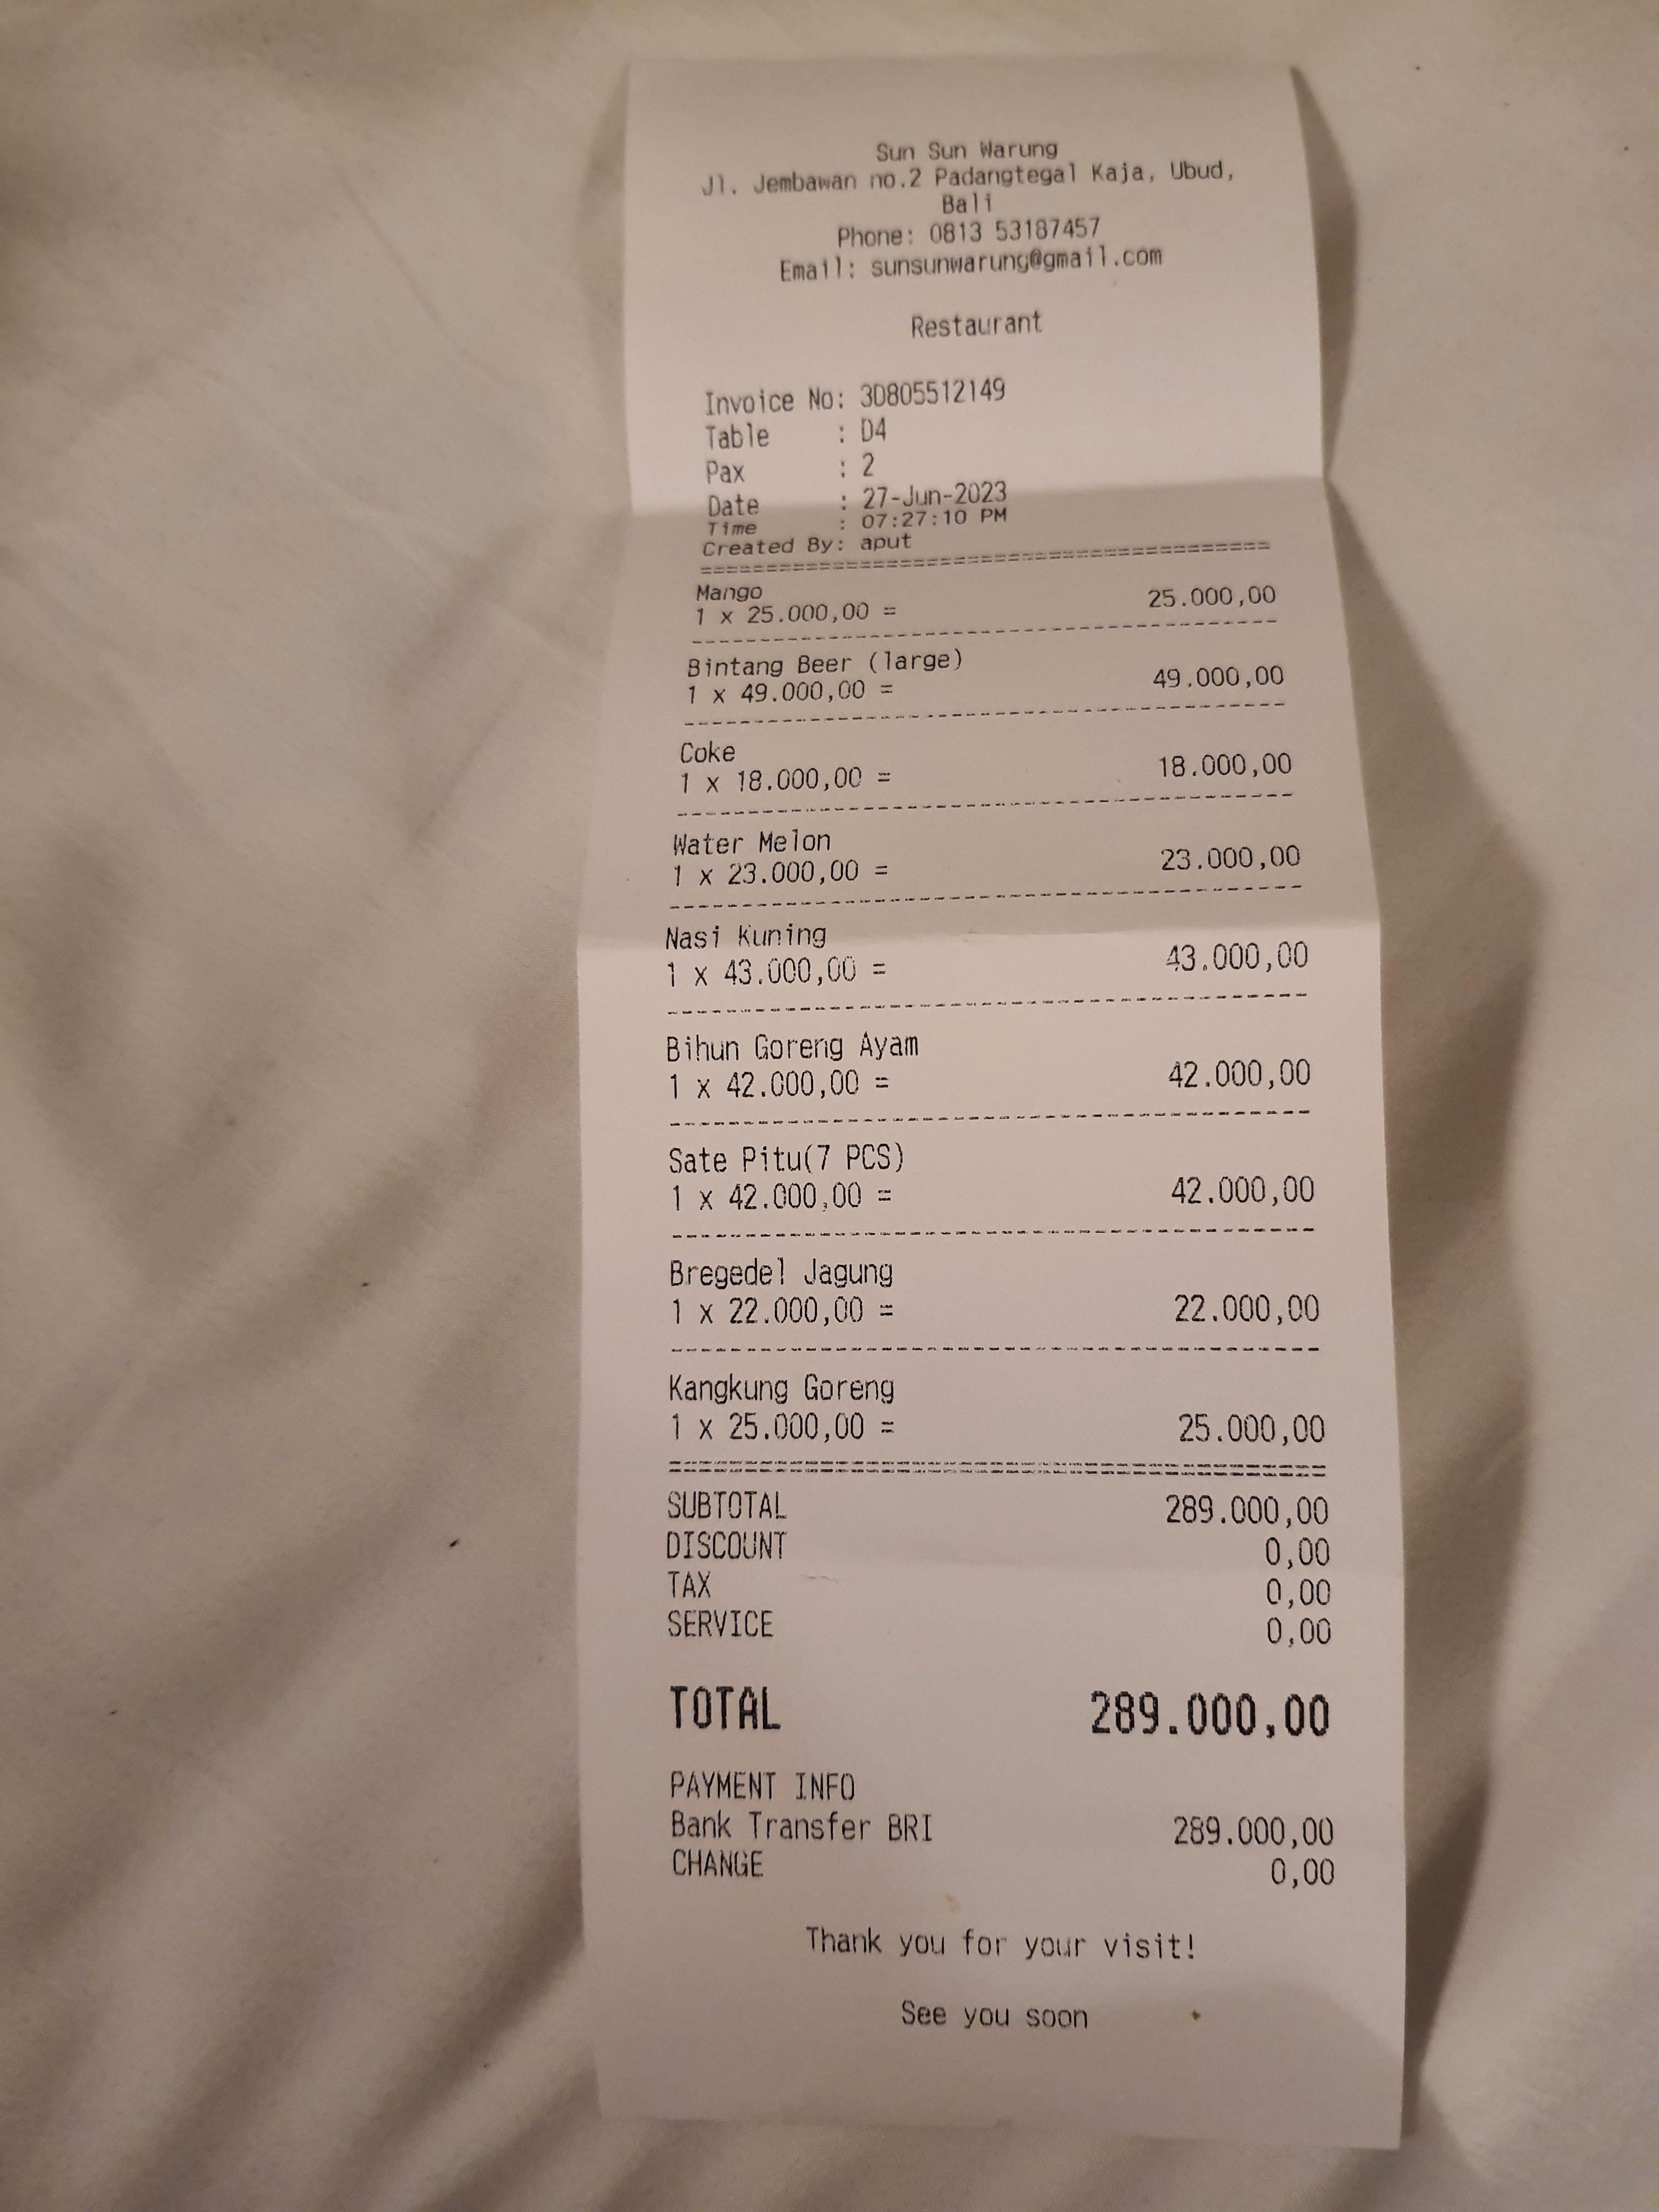 Sun Sun Warung
Jl. Jembawan no.2 Padangtegal Kaja, Ubud,
Bali
Phone: 0813 53187457
Email: sunsunwarung@gmail.com
Restaurant
Invoice No: 3D805512149
Table : D4
Pax : 2
Date : 27-Jun-2023
Time : 07:27:10 PM
Created By: aput
================================================
Mango
1 x 25.000,00 = 25.000,00
Bintang Beer (large)
1 x 49.000,00 = 49.000,00
Coke
1 x 18.000,00 = 18.000,00
Water Melon
1 x 23.000,00 = 23.000,00
Nasi Kuning
1 x 43.000,00 = 43.000,00
Bihun Goreng Ayam
1 x 42.000,00 = 42.000,00
Sate Pitu(7 PCS)
1 x 42.000,00 = 42.000,00
Bregedel Jagung
1 x 22.000,00 = 22.000,00
Kangkung Goreng
1 x 25.000,00 = 25.000,00
================================================
SUBTOTAL 289.000,00
DISCOUNT 0,00
TAX 0,00
SERVICE 0,00
TOTAL 289.000,00
PAYMENT INFO
Bank Transfer BRI 289.000,00
CHANGE 0,00
Thank you for your visit!
See you soon